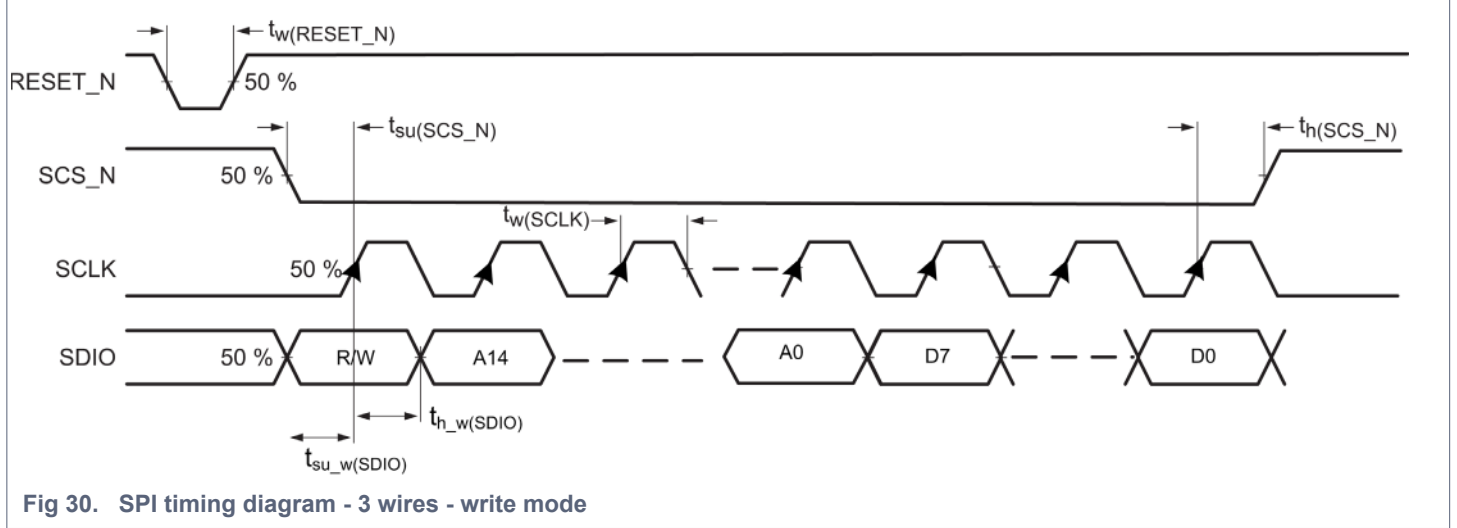 tw(RESET_N)
RESET_N
50 %
tsu(SCS_N)
th(SCS_N)
SCS_N
50 %
tw(SCLK)
SCLK
50 %
SDIO
50 %
R/W
A14
A0
D7
D0
th_w(SDIO)
tsu_w(SDIO)
Fig 30. SPI timing diagram - 3 wires - write mode